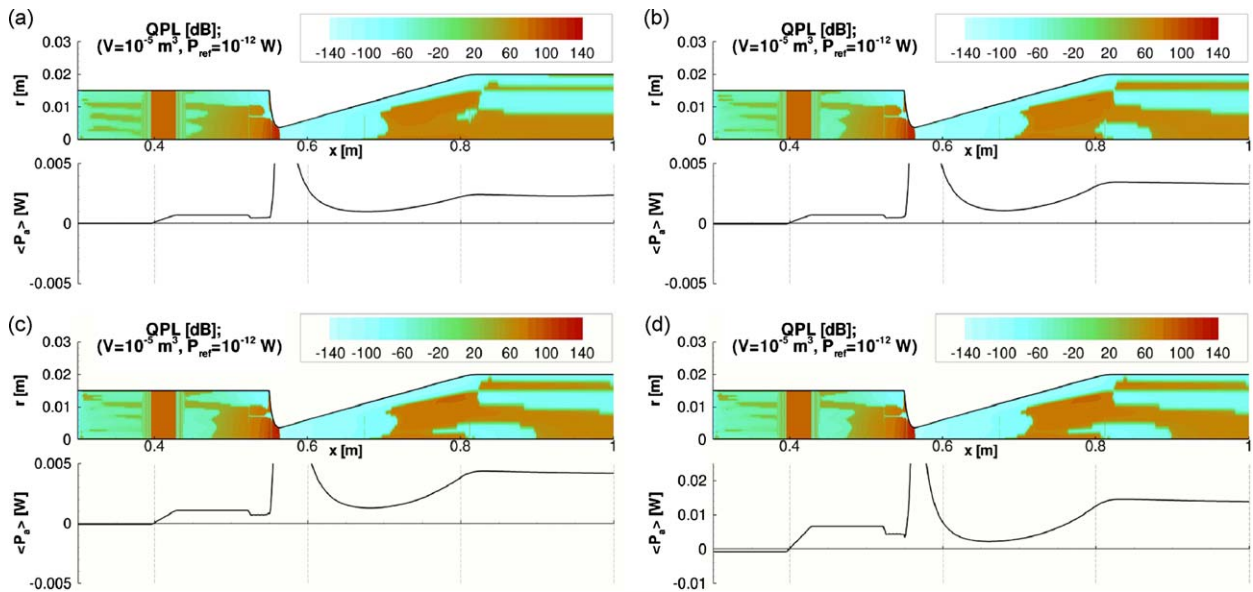 (a)
QPL [dB];
(V=10⁻⁵ m³, P_ref=10⁻¹² W)
-140 -100 -60 -20 20 60 100 140
r [m]
0.03
0.02
0.01
0
0.4 0.6 0.8 1
x [m]
<P_a> [W]
0.005
0
-0.005
(b)
QPL [dB];
(V=10⁻⁵ m³, P_ref=10⁻¹² W)
-140 -100 -60 -20 20 60 100 140
r [m]
0.03
0.02
0.01
0
0.4 0.6 0.8 1
x [m]
<P_a> [W]
0.005
0
-0.005
(c)
QPL [dB];
(V=10⁻⁵ m³, P_ref=10⁻¹² W)
-140 -100 -60 -20 20 60 100 140
r [m]
0.03
0.02
0.01
0
0.4 0.6 0.8 1
x [m]
<P_a> [W]
0.005
0
-0.005
(d)
QPL [dB];
(V=10⁻⁵ m³, P_ref=10⁻¹² W)
-140 -100 -60 -20 20 60 100 140
r [m]
0.03
0.02
0.01
0
0.4 0.6 0.8 1
x [m]
<P_a> [W]
0.02
0.01
0
-0.01